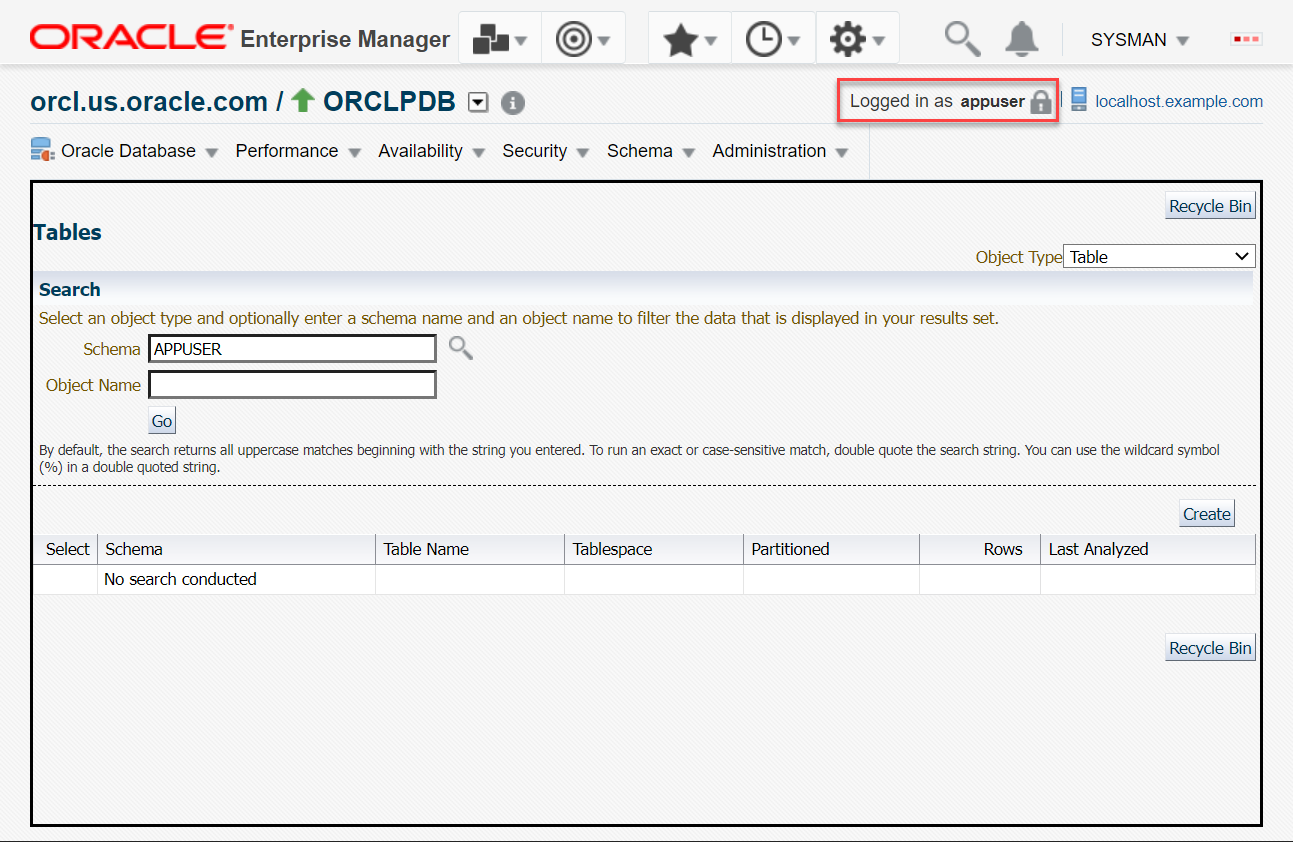 ORACLE Enterprise Manager SYSMAN
orcl.us.oracle.com / ORCLPDB Logged in as appuser localhost.example.com
Oracle Database Performance Availability Security Schema Administration
Recycle Bin
Tables
Object Type Table
Search
Select an object type and optionally enter a schema name and an object name to filter the data that is displayed in your results set.
Schema APPUSER
Object Name
Go
By default, the search returns all uppercase matches beginning with the string you entered. To run an exact or case-sensitive match, double quote the search string. You can use the wildcard symbol
(%) in a double quoted string.
Create
Select Schema Table Name Tablespace Partitioned Rows Last Analyzed
No search conducted
Recycle Bin